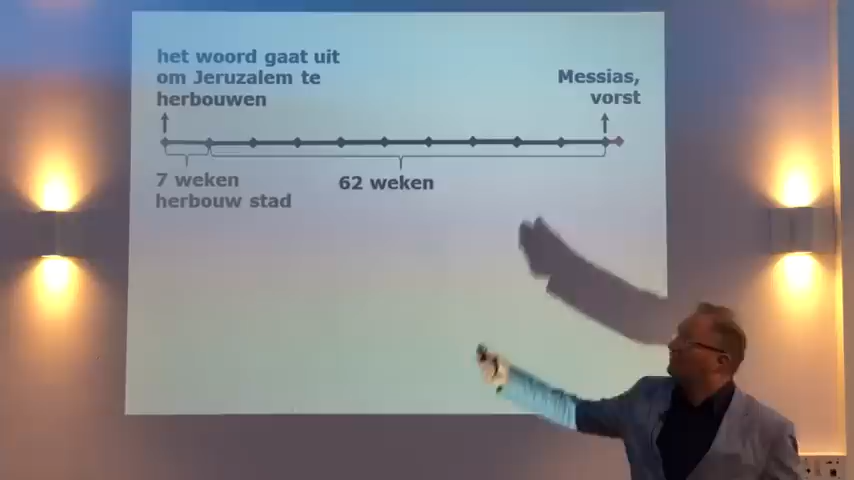 het woord gaat uit
om Jeruzalem te
herbouwen
Messias,
vorst
7 weken
herbouw stad
62 weken